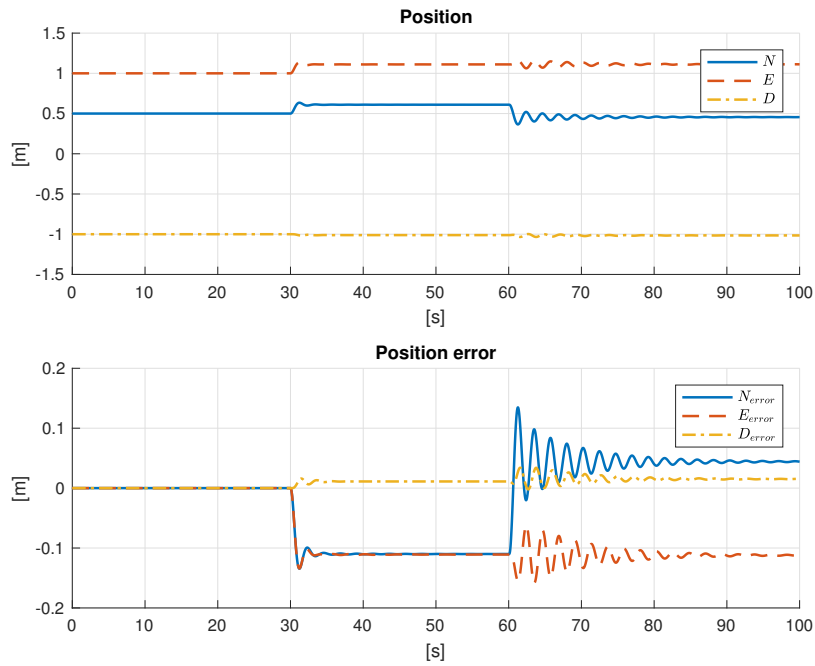 Position
1.5
1
0.5
0
-0.5
-1
-1.5
[m]
N
E
D
0 10 20 30 40 50 60 70 80 90 100
[s]
Position error
0.2
0.1
0
-0.1
-0.2
[m]
N_error
E_error
D_error
0 10 20 30 40 50 60 70 80 90 100
[s]